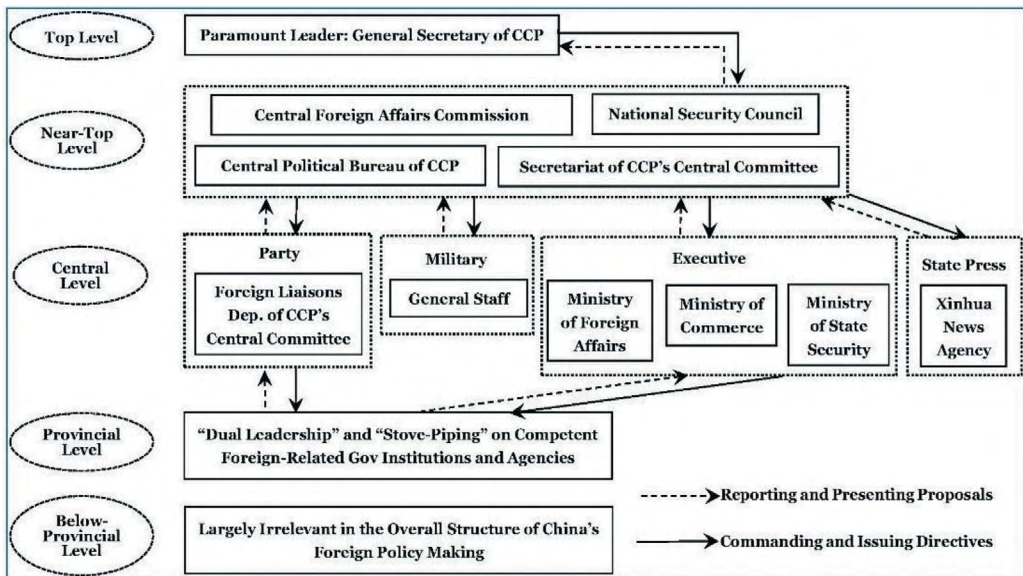 Top Level
Paramount Leader: General Secretary of CCP
Near-Top
Level
Central Foreign Affairs Commission
National Security Council
Central Political Bureau of CCP
Secretariat of CCP's Central Committee
Central
Level
Party
Foreign Liaisons
Dep. of CCP's
Central Committee
Military
General Staff
Executive
Ministry
of Foreign
Affairs
Ministry of
Commerce
Ministry
of State
Security
State Press
Xinhua
News
Agency
Provincial
Level
“Dual Leadership” and “Stove-Piping” on Competent
Foreign-Related Gov Institutions and Agencies
Below-
Provincial
Level
Largely Irrelevant in the Overall Structure of China's
Foreign Policy Making
Reporting and Presenting Proposals
Commanding and Issuing Directives